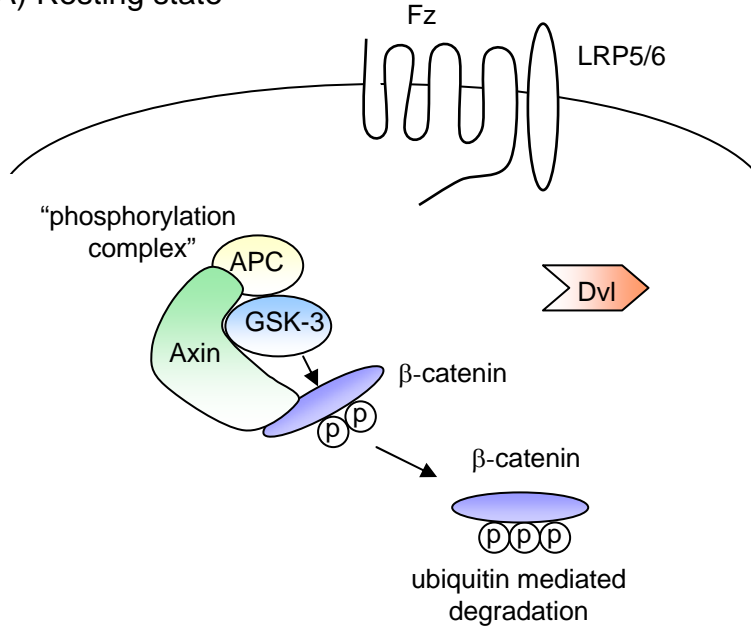 ) Resting state
Fz
LRP5/6
“phosphorylation
complex”
APC
GSK-3
Axin
Dvl
β-catenin
p p
β-catenin
p p p
ubiquitin mediated
degradation